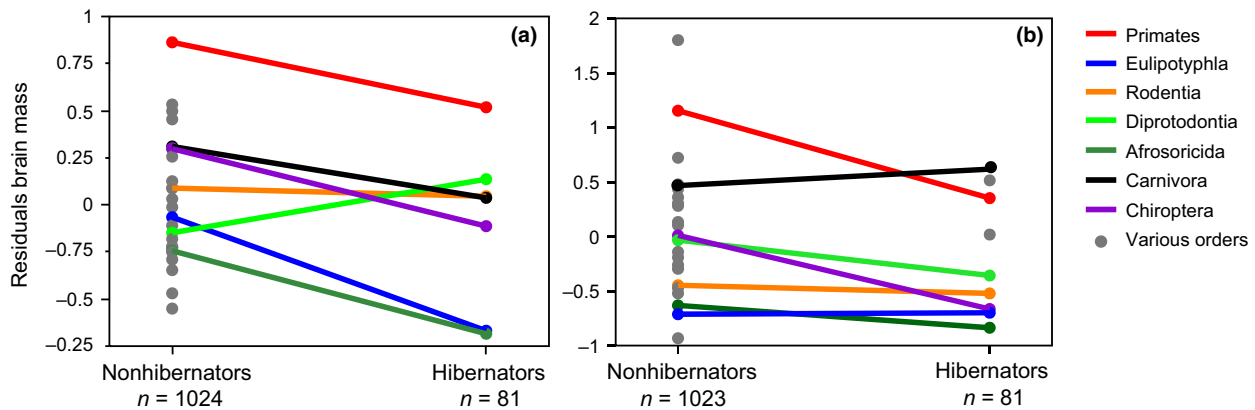 Residuals brain mass
1
0.75
0.5
0.25
0
−0.75
−0.5
−0.25
(a)
Nonhibernators
n = 1024
Hibernators
n = 81
2
1.5
1
0.5
0
−0.5
−1
(b)
Nonhibernators
n = 1023
Hibernators
n = 81
Primates
Eulipotyphla
Rodentia
Diprotodontia
Afrosoricida
Carnivora
Chiroptera
Various orders